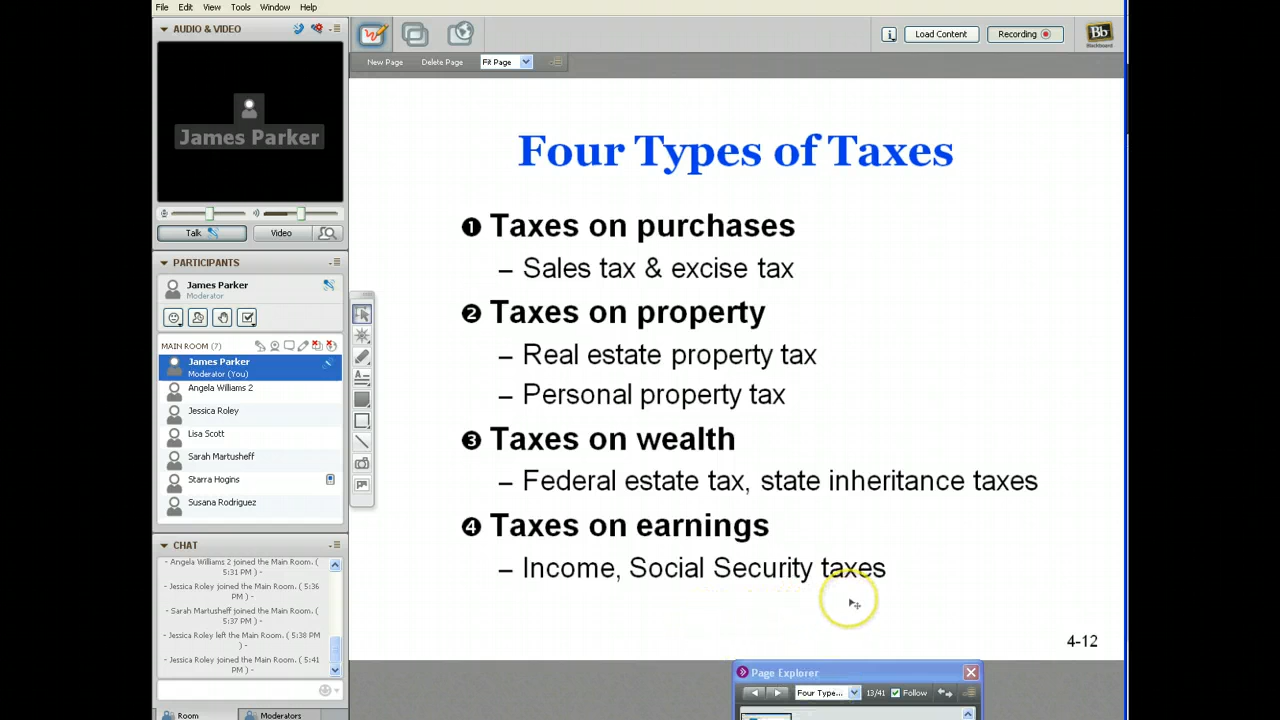 File Edit View Tools Window Help
AUDIO & VIDEO
James Parker
Talk Video
PARTICIPANTS
James Parker
Moderator
MAIN ROOM (7)
James Parker
Moderator (You)
Angela Williams 2
Jessica Roley
Lisa Scott
Sarah Martusheff
Starra Hogins
Susana Rodriguez
CHAT
- Angela Williams 2 joined the Main Room. (
5:31 PM ) -
- Jessica Roley joined the Main Room. ( 5:36
PM ) -
- Sarah Martusheff joined the Main Room. (
5:37 PM ) -
- Jessica Roley left the Main Room. ( 5:38 PM
) -
- Jessica Roley joined the Main Room. ( 5:41
PM ) -
Room Moderators
Load Content Recording
Bb
Blackboard
New Page Delete Page Fit Page
Four Types of Taxes
❶ Taxes on purchases
– Sales tax & excise tax
❷ Taxes on property
– Real estate property tax
– Personal property tax
❸ Taxes on wealth
– Federal estate tax, state inheritance taxes
❹ Taxes on earnings
– Income, Social Security taxes
4-12
Page Explorer
Four Type... 13/41 Follow